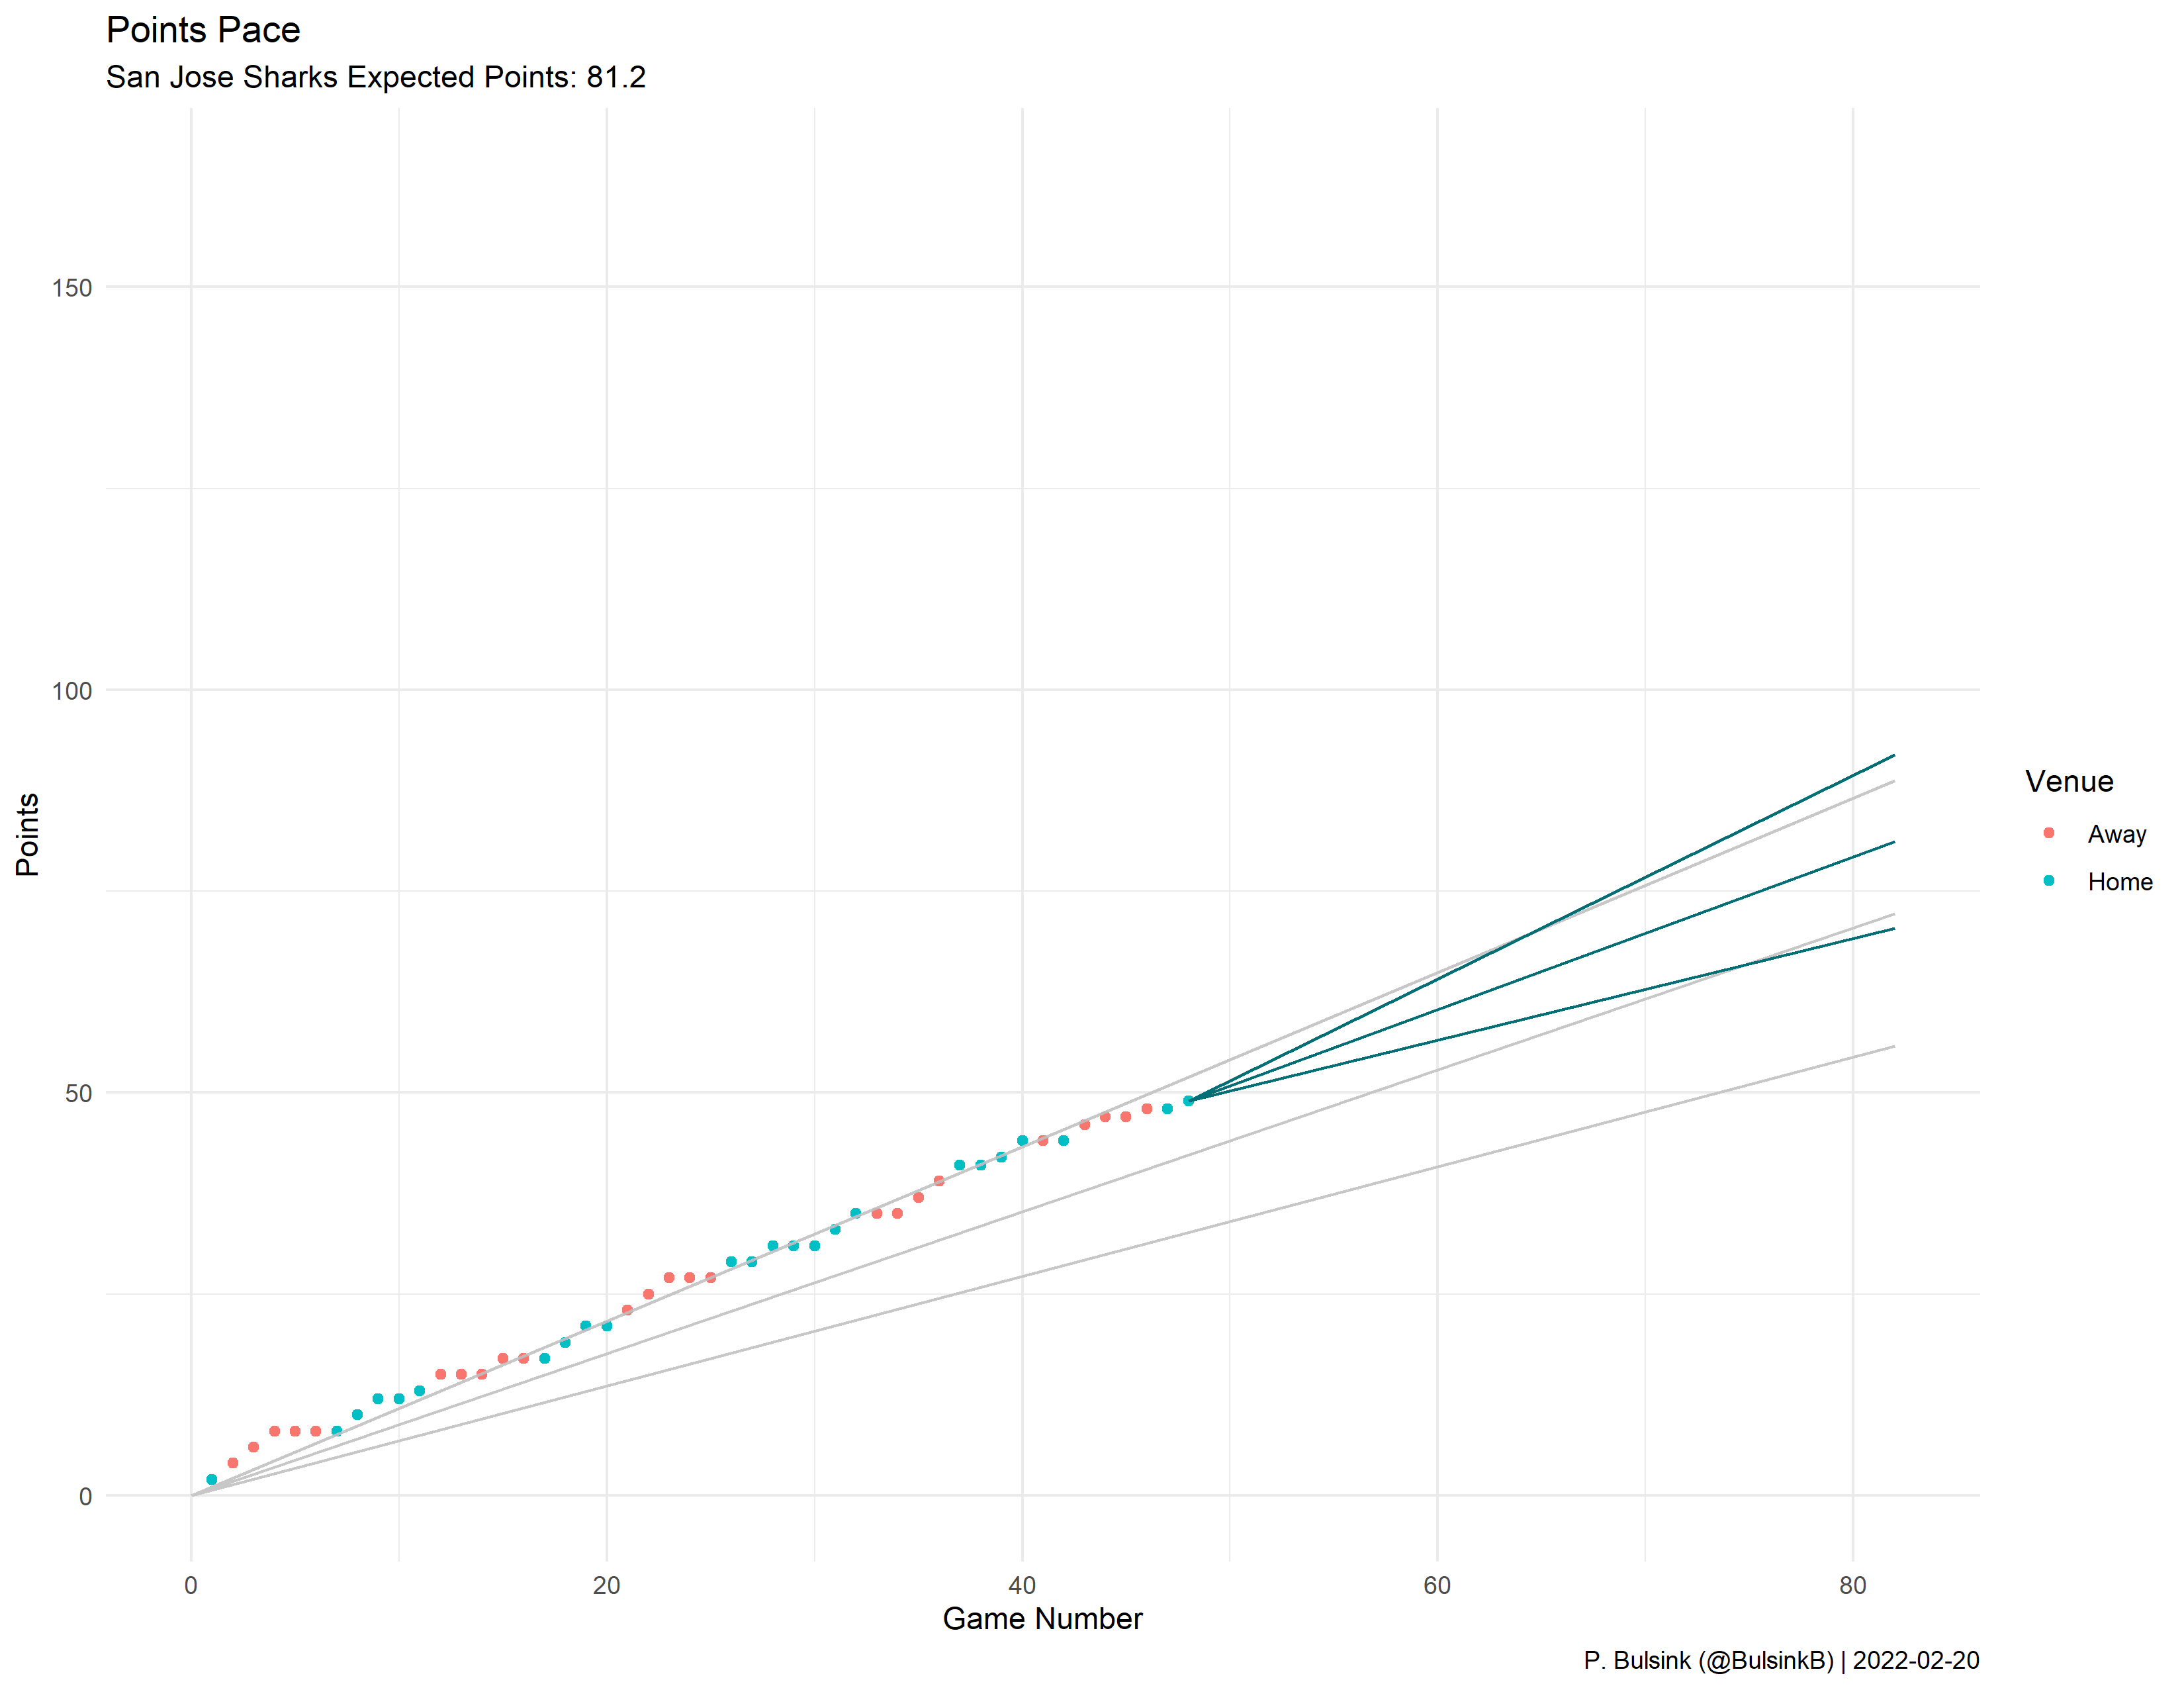 Points Pace
San Jose Sharks Expected Points: 81.2
150
100
50
0
Points
0 20 40 60 80
Game Number
Venue
Away
Home
P. Bulsink (@BulsinkB) | 2022-02-20